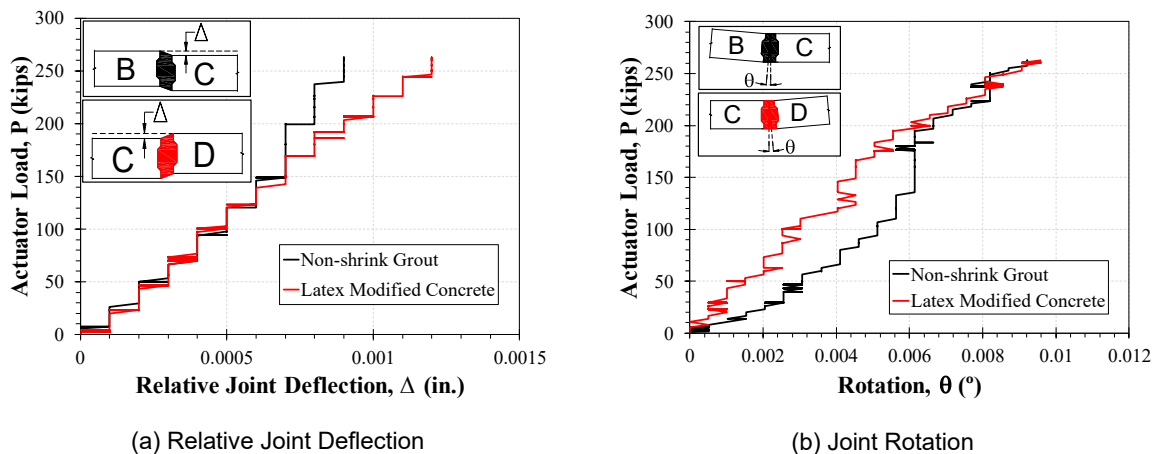 300
250
200
150
100
50
0
Actuator Load, P (kips)
Δ
B
C
Δ
C
D
Non-shrink Grout
Latex Modified Concrete
0
0.0005
0.001
0.0015
Relative Joint Deflection, Δ (in.)
(a) Relative Joint Deflection
300
250
200
150
100
50
0
Actuator Load, P (kips)
B
C
θ
C
D
θ
Non-shrink Grout
Latex Modified Concrete
0
0.002
0.004
0.006
0.008
0.01
0.012
Rotation, θ (º)
(b) Joint Rotation